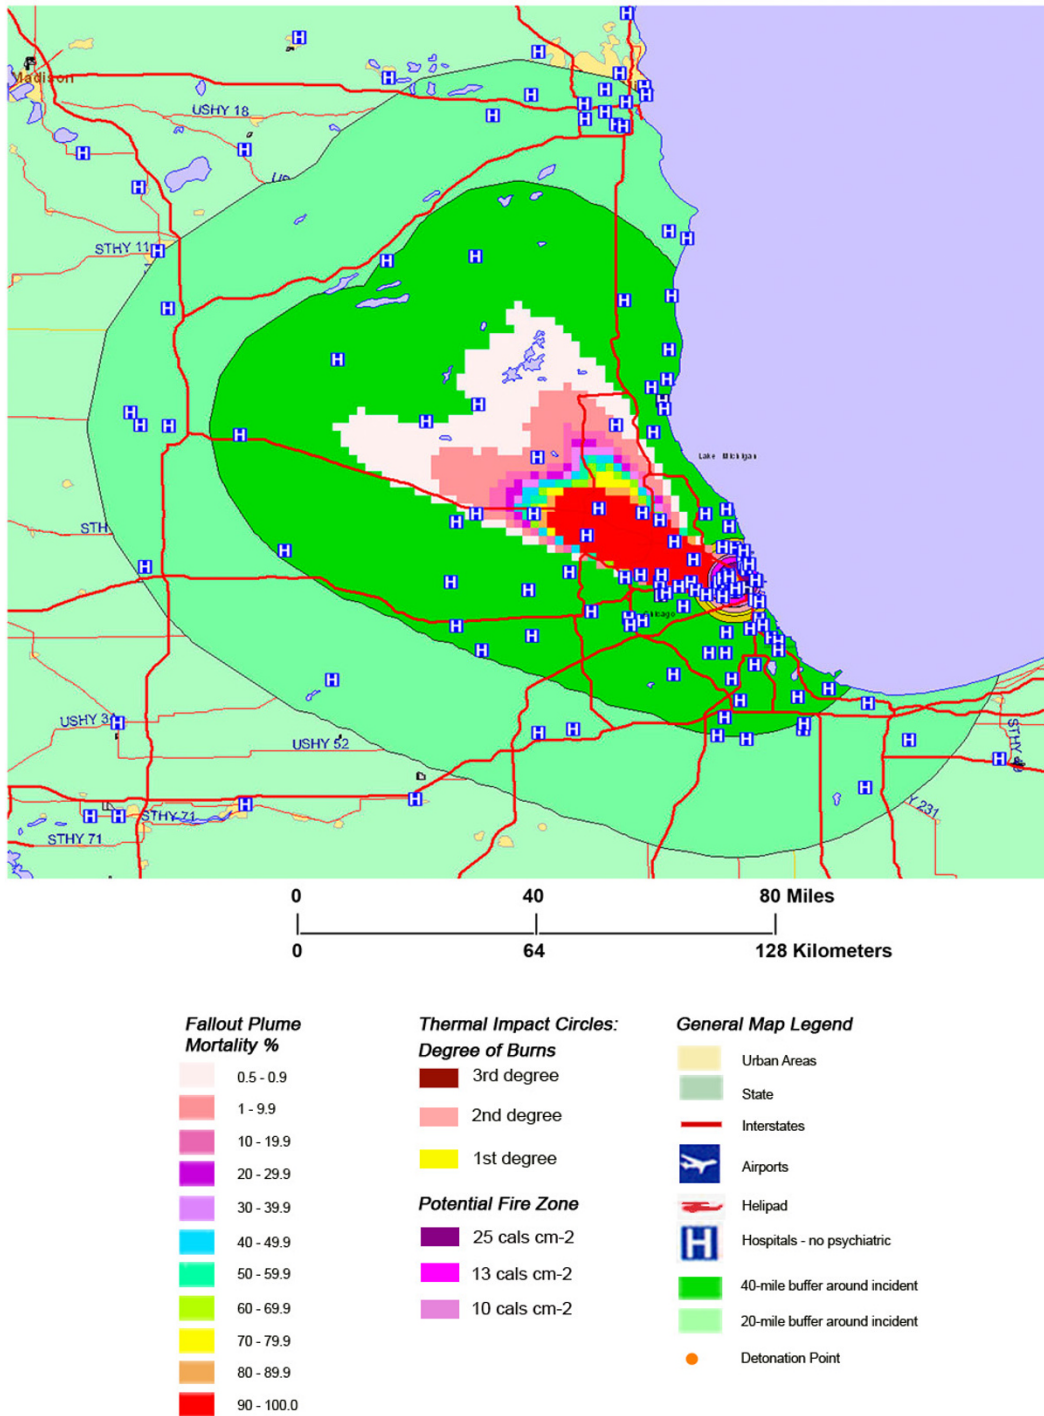 Madison
USHY 18
STHY 11
Lake Michigan
STH
Chicago
USHY 34
USHY 52
STHY 71
STHY 71
STHY 49
Y 231
0 40 80 Miles
0 64 128 Kilometers
Fallout Plume
Mortality %
0.5 - 0.9
1 - 9.9
10 - 19.9
20 - 29.9
30 - 39.9
40 - 49.9
50 - 59.9
60 - 69.9
70 - 79.9
80 - 89.9
90 - 100.0
Thermal Impact Circles:
Degree of Burns
3rd degree
2nd degree
1st degree
Potential Fire Zone
25 cals cm-2
13 cals cm-2
10 cals cm-2
General Map Legend
Urban Areas
State
Interstates
Airports
Helipad
H
Hospitals - no psychiatric
40-mile buffer around incident
20-mile buffer around incident
Detonation Point